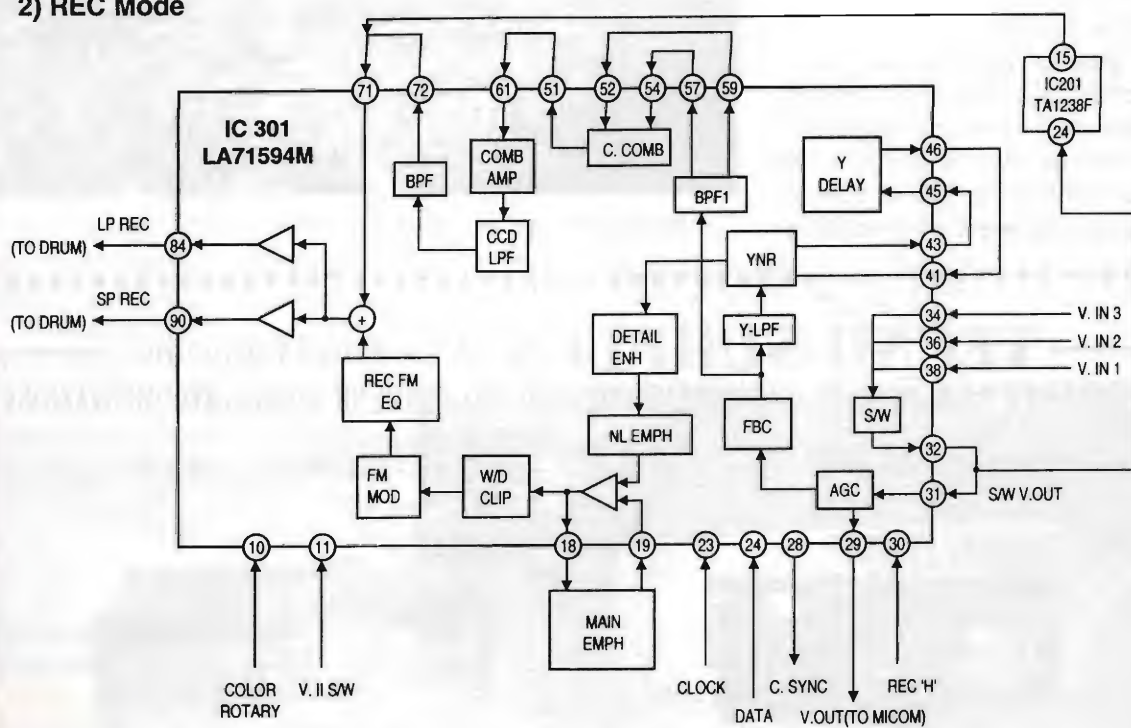 2) REC Mode
15
IC201
TA1238F
24
71
72
61
51
52
54
57
59
IC 301
LA71594M
BPF
COMB
AMP
CCD
LPF
C. COMB
BPF1
Y
DELAY
46
45
43
41
34
36
38
32
31
V. IN 3
V. IN 2
V. IN 1
S/W
S/W V.OUT
LP REC
(TO DRUM)
84
SP REC
(TO DRUM)
90
+
REC FM
EQ
FM
MOD
W/D
CLIP
YNR
DETAIL
ENH
Y-LPF
NL EMPH
FBC
AGC
10
11
18
19
23
24
28
29
30
MAIN
EMPH
COLOR
ROTARY
V. II S/W
CLOCK
DATA
C. SYNC
V.OUT(TO MICOM)
REC 'H'